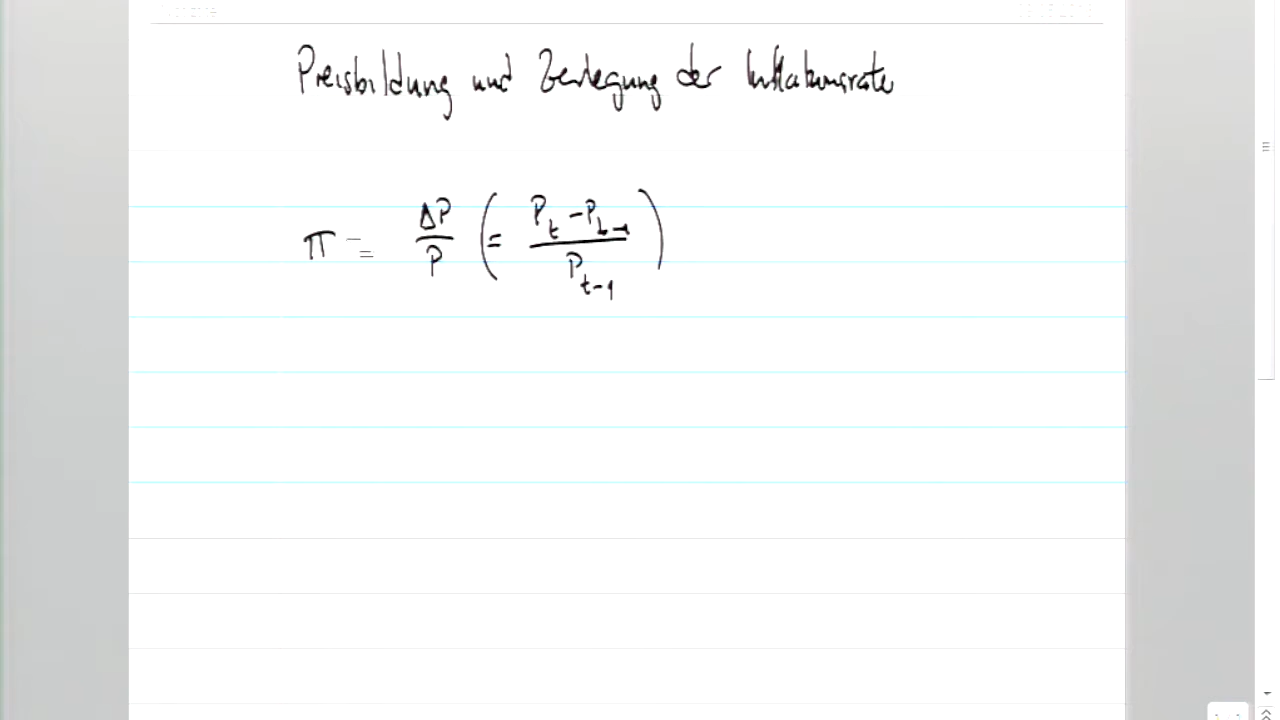 Preisbildung und Zerlegung der Inflationsrate
π = ΔP/P (= (P_t - P_t-1)/P_t-1)